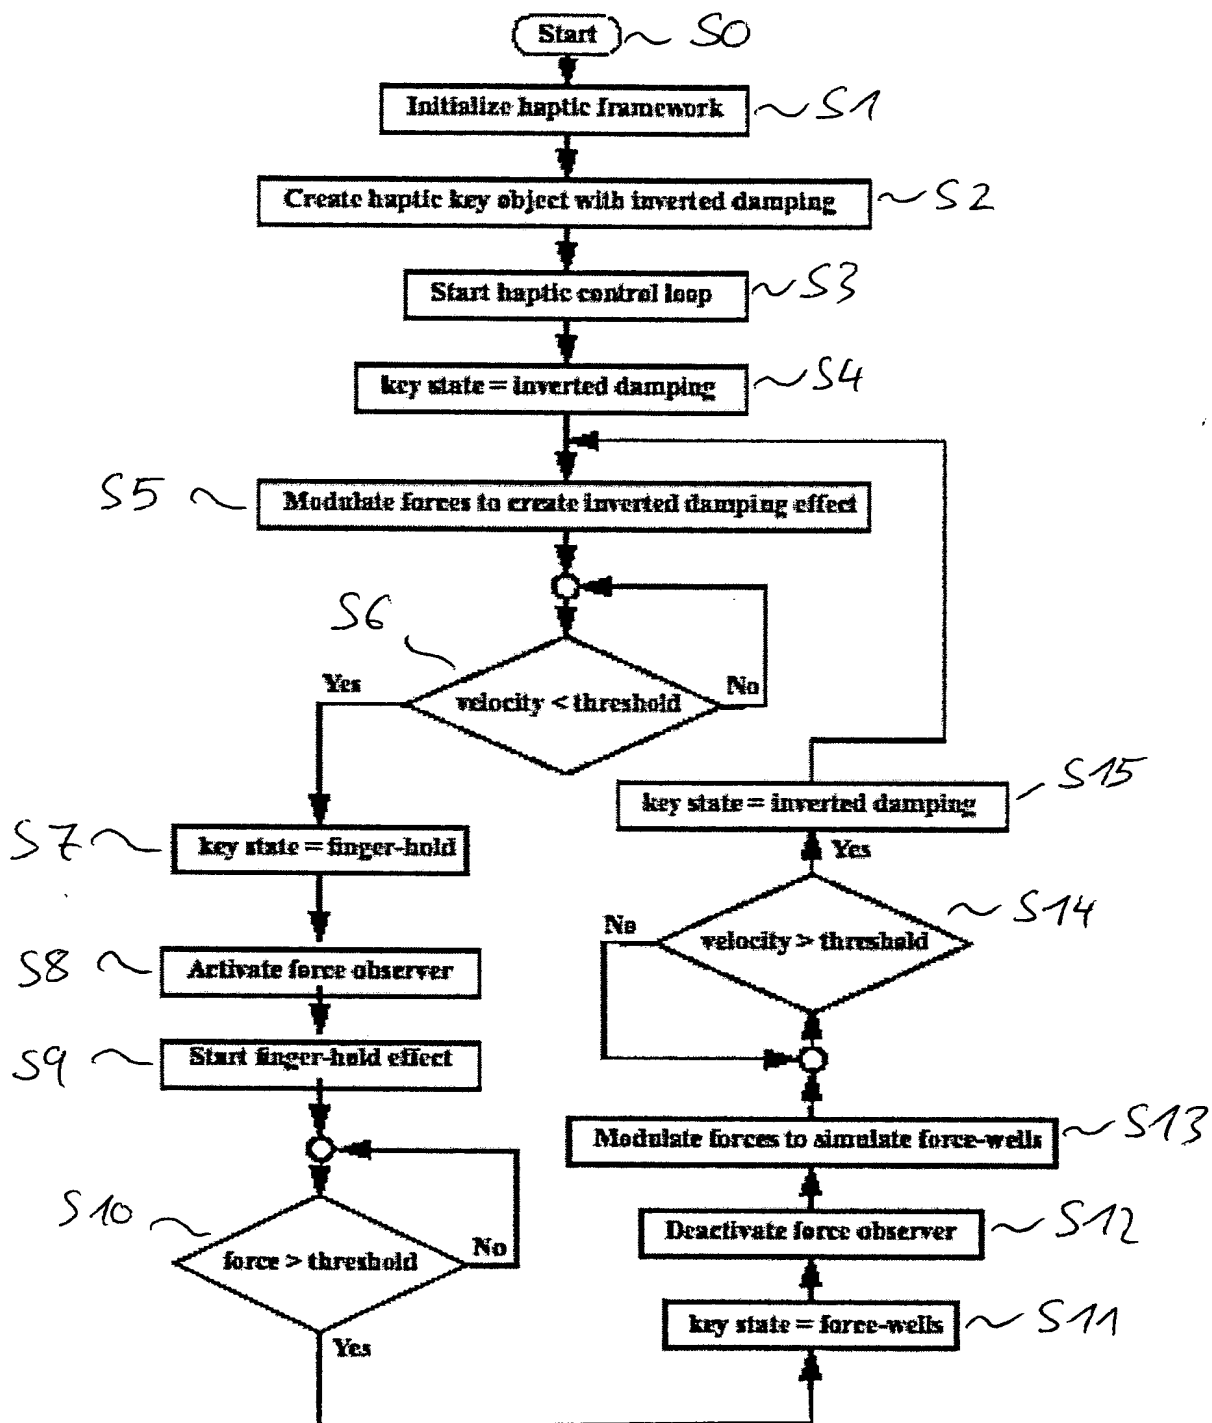 Start S0
Initialize haptic framework S1
Create haptic key object with inverted damping S2
Start haptic control loop S3
key state = inverted damping S4
S5 Modulate forces to create inverted damping effect
S6
Yes velocity < threshold No
S7 key state = finger-hold
S8 Activate force observer
S9 Start finger-hold effect
S10
force > threshold No
Yes
key state = force-wells S11
Deactivate force observer S12
Modulate forces to simulate force-wells S13
No velocity > threshold S14
Yes
key state = inverted damping S15